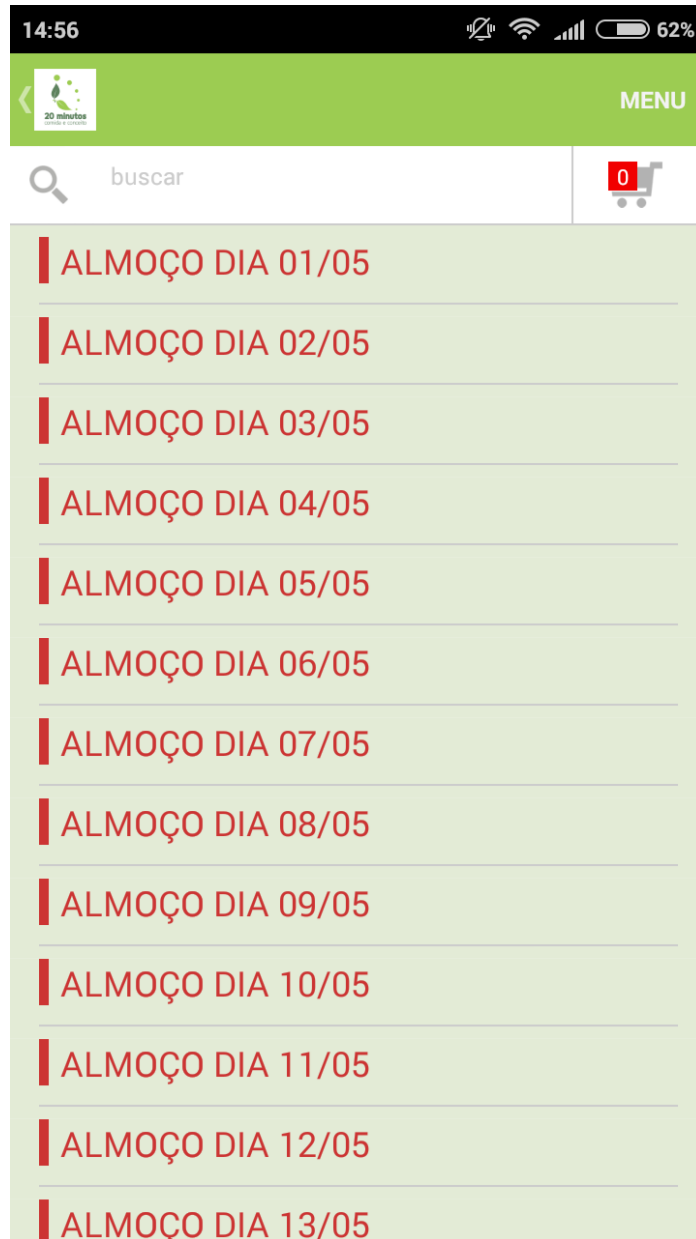 14:56
62%
20 minutos
comida e conceito
MENU
buscar
0
ALMOÇO DIA 01/05
ALMOÇO DIA 02/05
ALMOÇO DIA 03/05
ALMOÇO DIA 04/05
ALMOÇO DIA 05/05
ALMOÇO DIA 06/05
ALMOÇO DIA 07/05
ALMOÇO DIA 08/05
ALMOÇO DIA 09/05
ALMOÇO DIA 10/05
ALMOÇO DIA 11/05
ALMOÇO DIA 12/05
ALMOÇO DIA 13/05